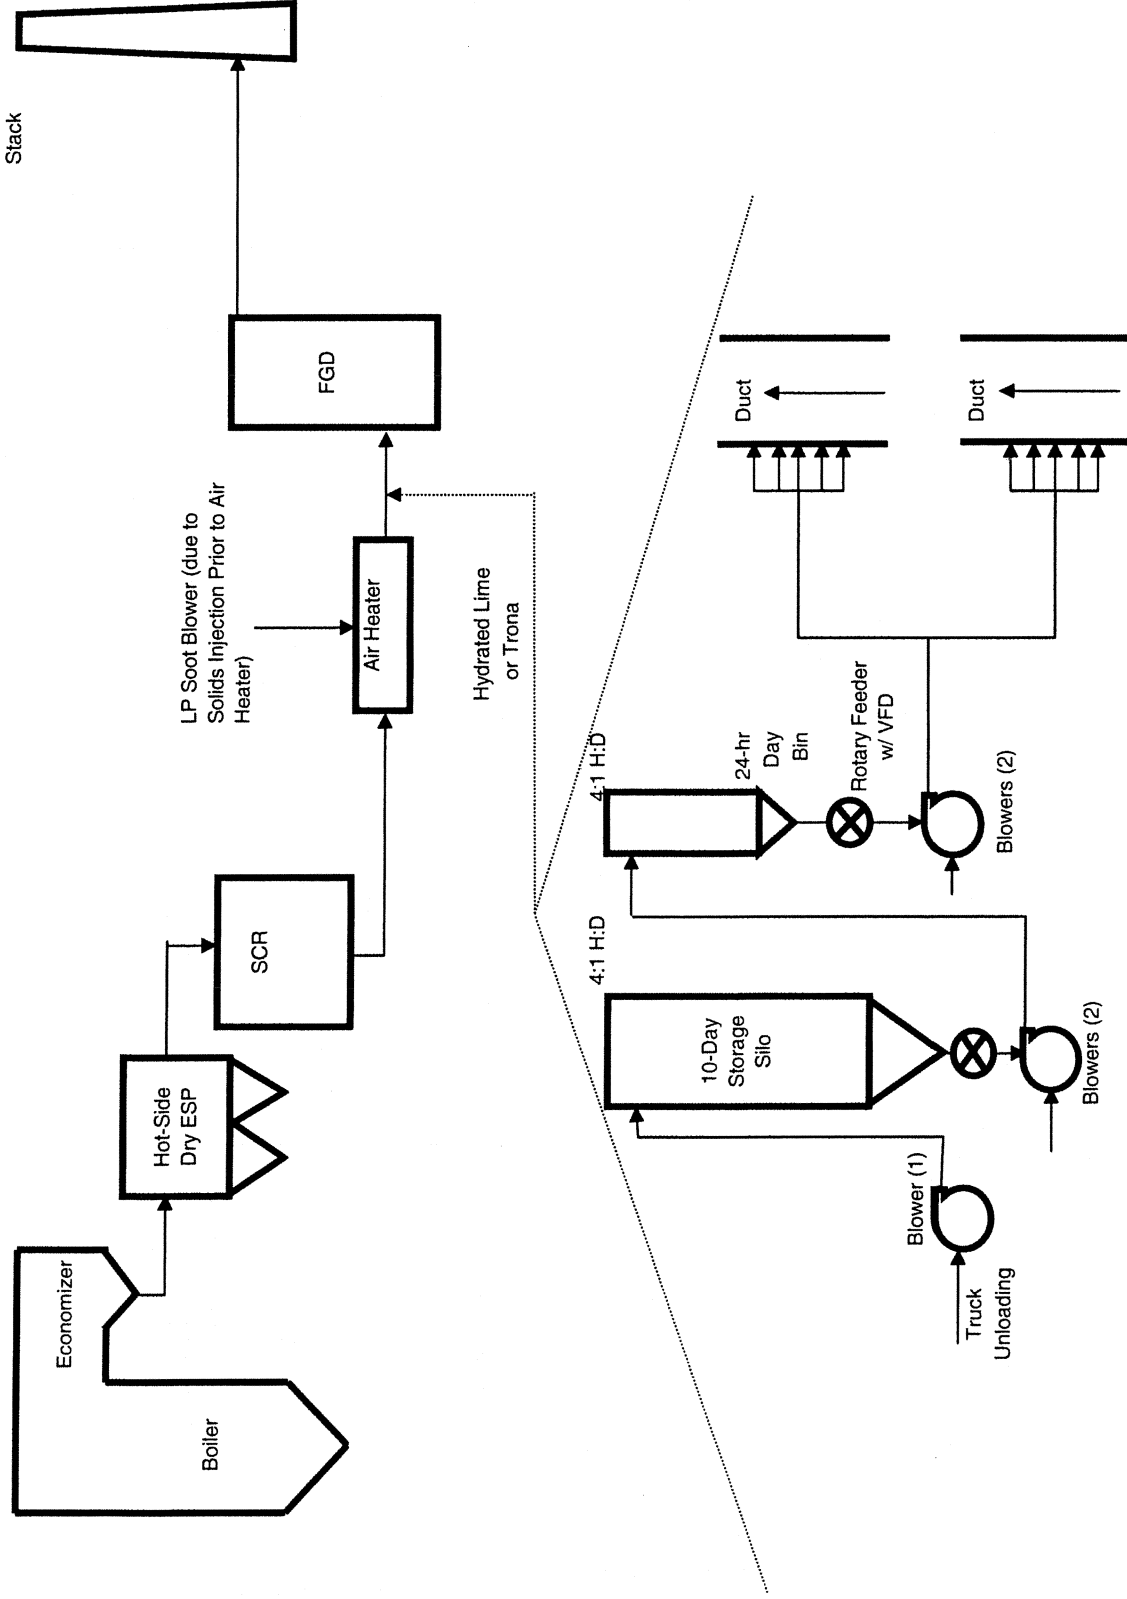 Stack
FGD
LP Soot Blower (due to
Solids Injection Prior to Air
Heater)
Air Heater
Hydrated Lime
or Trona
SCR
Hot-Side
Dry ESP
Economizer
Boiler
Truck
Unloading
Blower (1)
4:1 H:D
10-Day
Storage
Silo
Blowers (2)
4:1 H:D
24-hr
Day
Bin
Rotary Feeder
w/ VFD
Blowers (2)
Duct
Duct